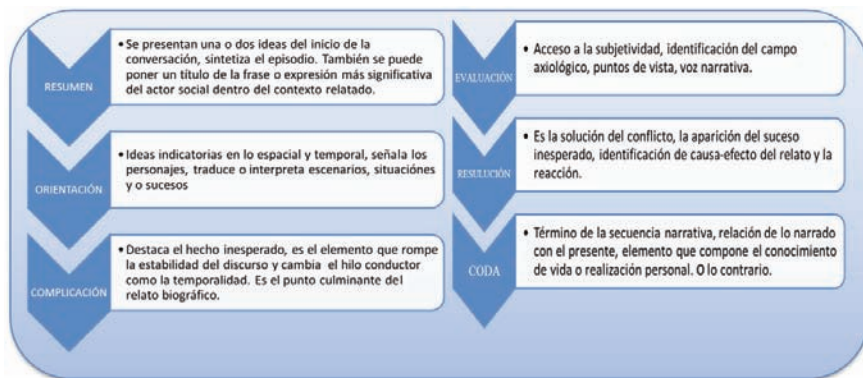 RESUMEN
• Se presentan una o dos ideas del inicio de la
conversación, sintetiza el episodio. También se puede
poner un título de la frase o expresión más significativa
del actor social dentro del contexto relatado.
ORIENTACIÓN
• Ideas indicatorias en lo espacial y temporal, señala los
personajes, traduce o interpreta escenarios, situaciónes
y o sucesos
COMPLICACIÓN
• Destaca el hecho inesperado, es el elemento que rompe
la estabilidad del discurso y cambia el hilo conductor
como la temporalidad. Es el punto culminante del
relato biográfico.
EVALUACIÓN
• Acceso a la subjetividad, identificación del campo
axiológico, puntos de vista, voz narrativa.
RESULUCIÓN
• Es la solución del conflicto, la aparición del suceso
inesperado, identificación de causa-efecto del relato y la
reacción.
CODA
• Término de la secuencia narrativa, relación de lo narrado
con el presente, elemento que compone el conocimiento
de vida o realización personal. O lo contrario.